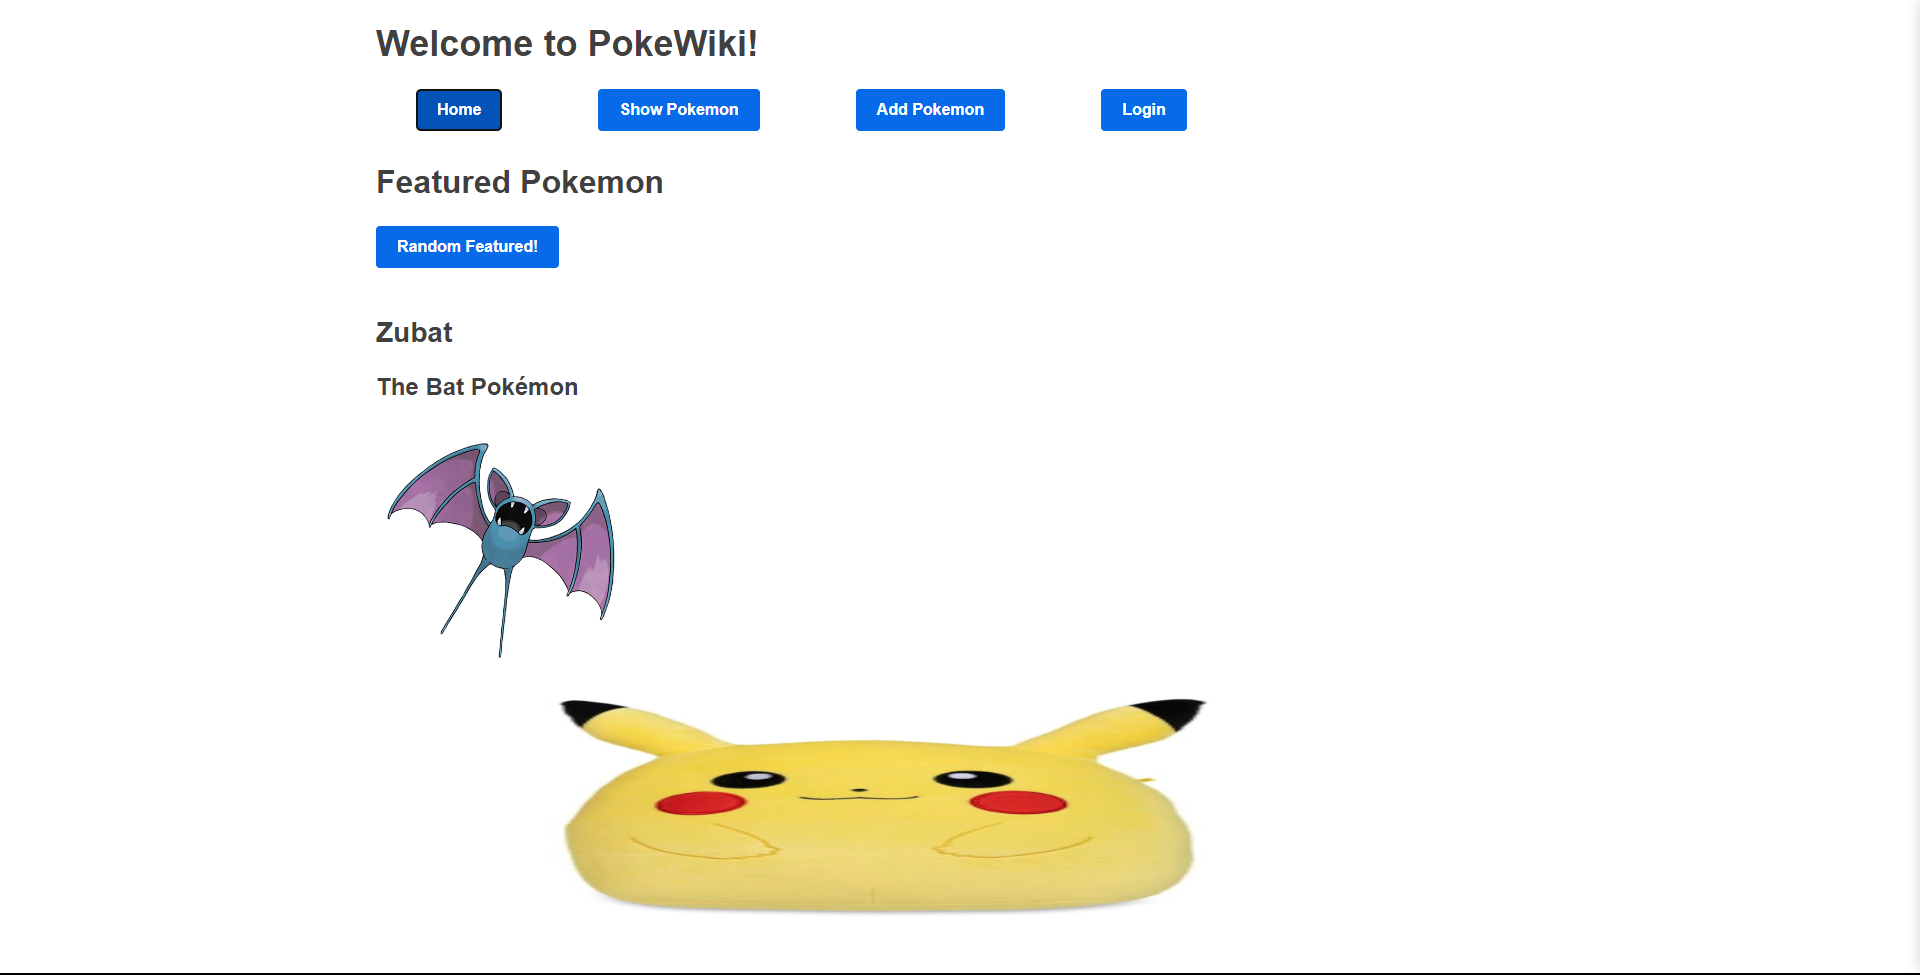 Welcome to PokeWiki!
Home Show Pokemon Add Pokemon Login
Featured Pokemon
Random Featured!
Zubat
The Bat Pokémon